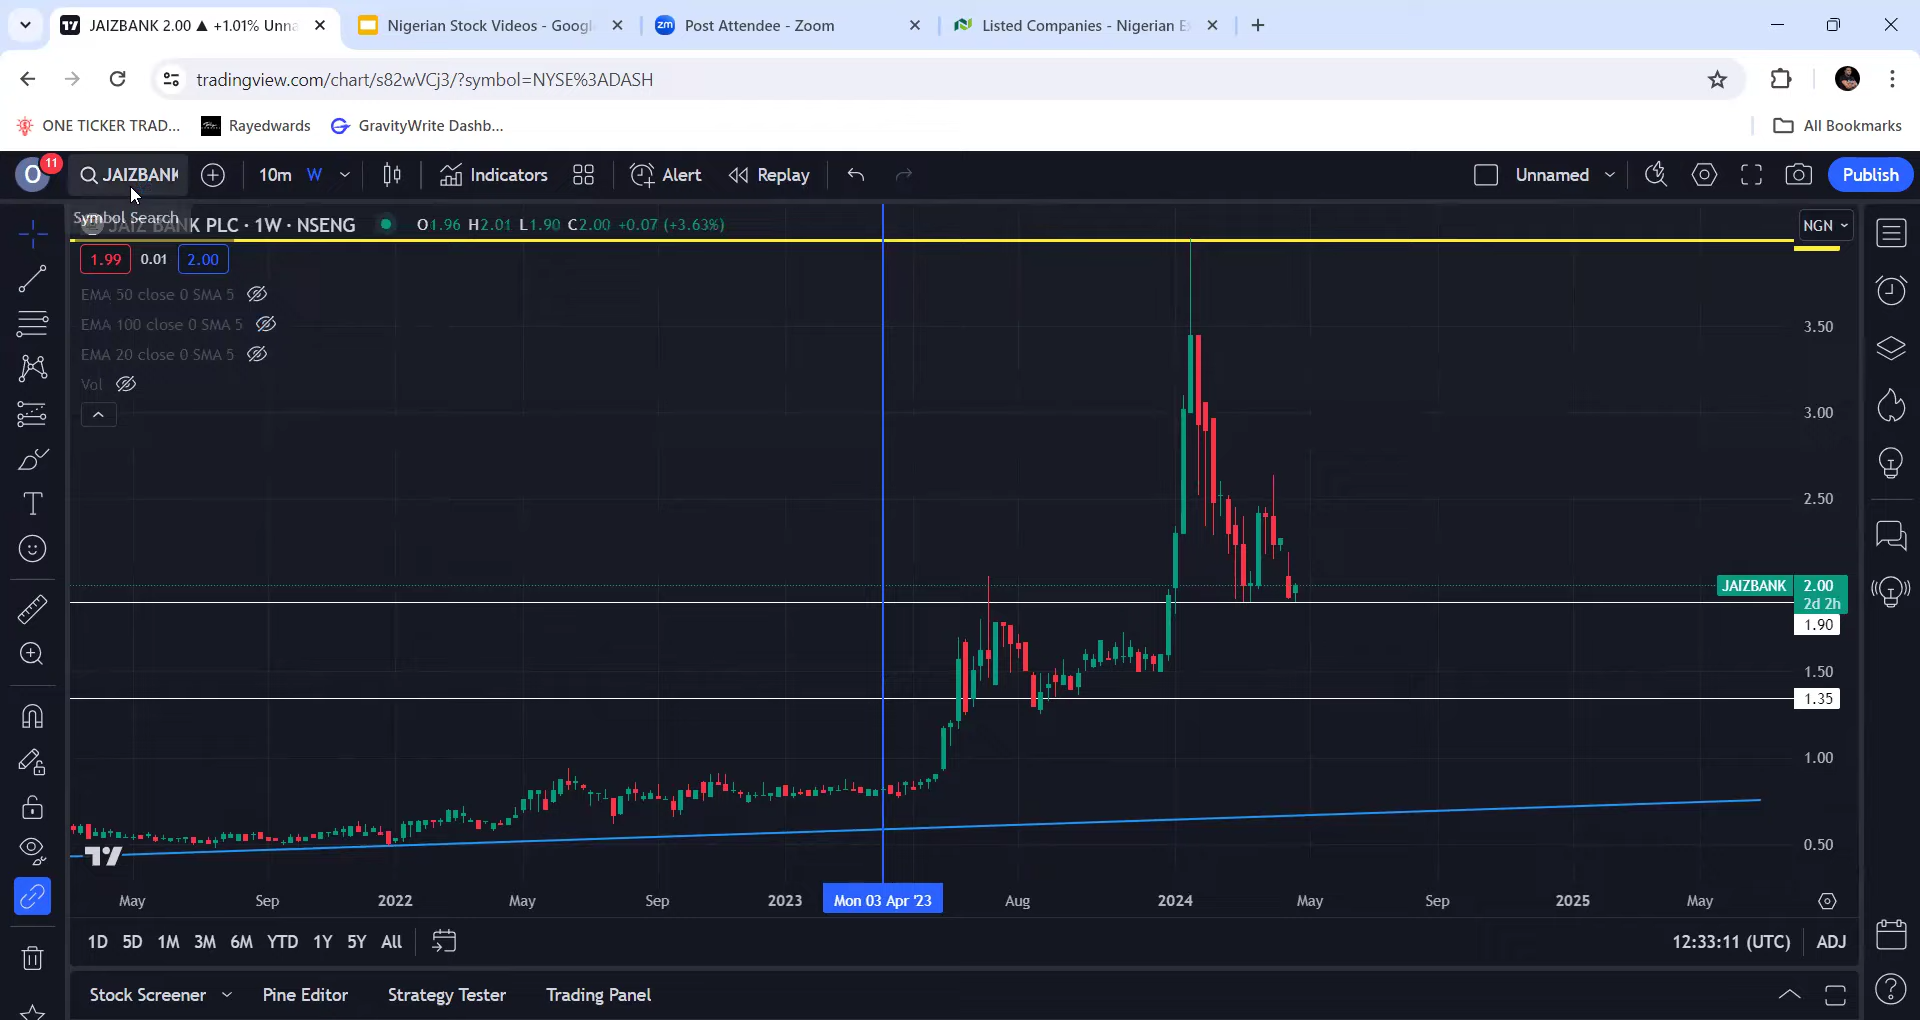 JAIZBANK 2.00 ▲ +1.01% Unna
Nigerian Stock Videos - Google
Post Attendee - Zoom
Listed Companies - Nigerian Ex
tradingview.com/chart/s82wVCj3/?symbol=NYSE%3ADASH
ONE TICKER TRAD...
Rayedwards
GravityWrite Dashb...
All Bookmarks
O 11
JAIZBANK
10m W
Indicators
Alert
Replay
Unnamed
Publish
Symbol Search
JAIZ BANK PLC · 1W · NSENG
O1.96 H2.01 L1.90 C2.00 +0.07 (+3.63%)
NGN
1.99 0.01 2.00
EMA 50 close 0 SMA 5
EMA 100 close 0 SMA 5
EMA 20 close 0 SMA 5
Vol
3.50
3.00
2.50
JAIZBANK 2.00
2d 2h
1.90
1.50
1.35
1.00
0.50
May Sep 2022 May Sep 2023 Mon 03 Apr '23 Aug 2024 May Sep 2025 May
1D 5D 1M 3M 6M YTD 1Y 5Y All
12:33:11 (UTC) ADJ
Stock Screener Pine Editor Strategy Tester Trading Panel